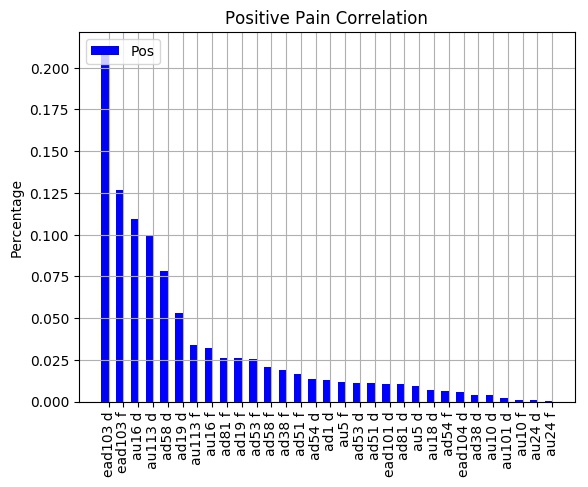 Positive Pain Correlation
Pos
Percentage
0.200
0.175
0.150
0.125
0.100
0.075
0.050
0.025
0.000
ead103 d
ead103 f
au16 d
au113 d
ad58 d
ad19 d
au113 f
au16 f
ad81 f
ad19 f
ad53 f
ad58 f
ad38 f
ad51 f
ad54 d
ad1 d
au5 f
ad53 d
ad51 d
ead101 d
ad81 d
au5 d
au18 d
ad54 f
ead104 d
ad38 d
au10 d
au101 d
au10 f
au24 d
au24 f